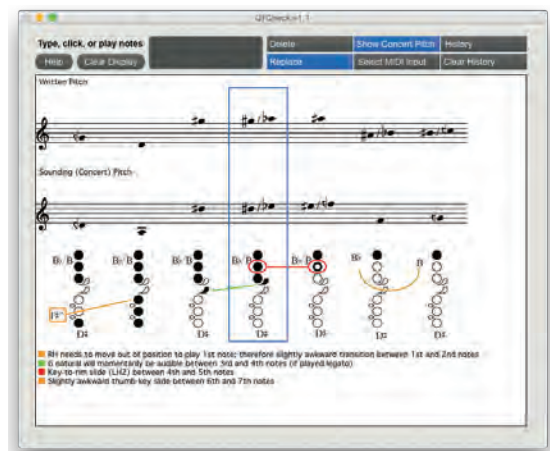 QTCheck v1.1
Type, click, or play notes
Delete
Show Concert Pitch
History
Help
Clear Display
Replace
Select MIDI Input
Clear History
Written Pitch
Sounding (Concert) Pitch
B♭ B B♭ B B♭ B B♭ B B♭ B B♭ B
D♯ D♯ D♯ D♯ D♯ D♯
RH needs to move out of position to play 1st note; therefore slightly awkward transition between 1st and 2nd notes
G natural will momentarily be audible between 3rd and 4th notes (if played legato)
Key-to-rim slide (LH2) between 4th and 5th notes
Slightly awkward thumb-key slide between 6th and 7th notes